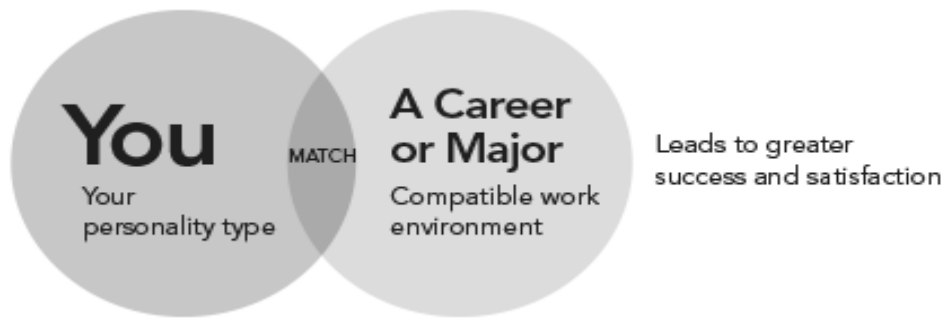 You
Your
personality type
MATCH
A Career
or Major
Compatible work
environment
Leads to greater
success and satisfaction